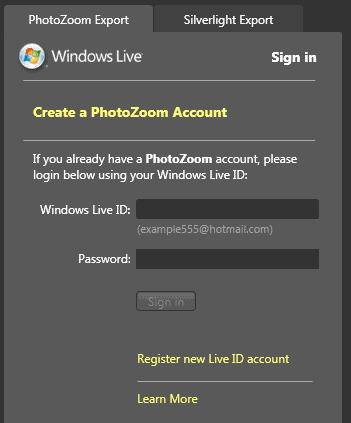 PhotoZoom Export
Silverlight Export
Windows Live
Sign in
Create a PhotoZoom Account
If you already have a PhotoZoom account, please
login below using your Windows Live ID:
Windows Live ID:
(example555@hotmail.com)
Password:
Sign in
Register new Live ID account
Learn More